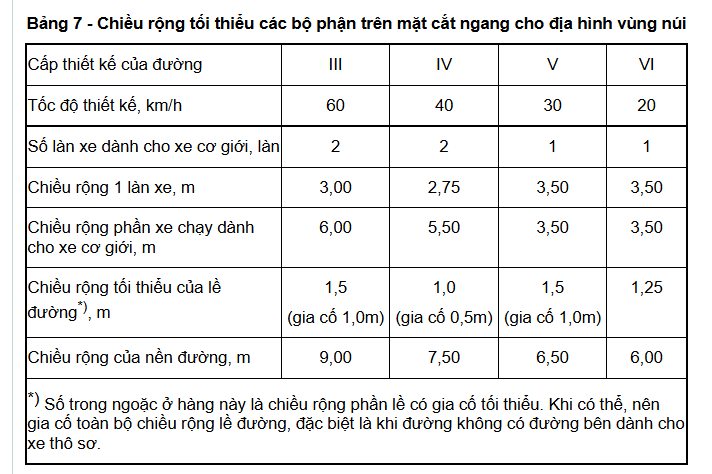 Bảng 7 - Chiều rộng tối thiểu các bộ phận trên mặt cắt ngang cho địa hình vùng núi
Cấp thiết kế của đường III IV V VI
Tốc độ thiết kế, km/h 60 40 30 20
Số làn xe dành cho xe cơ giới, làn 2 2 1 1
Chiều rộng 1 làn xe, m 3,00 2,75 3,50 3,50
Chiều rộng phần xe chạy dành 6,00 5,50 3,50 3,50
cho xe cơ giới, m
Chiều rộng tối thiểu của lề 1,5 1,0 1,5 1,25
đường*), m (gia cố 1,0m) (gia cố 0,5m) (gia cố 1,0m)
Chiều rộng của nền đường, m 9,00 7,50 6,50 6,00
*) Số trong ngoặc ở hàng này là chiều rộng phần lề có gia cố tối thiểu. Khi có thể, nên
gia cố toàn bộ chiều rộng lề đường, đặc biệt là khi đường không có đường bên dành cho
xe thô sơ.